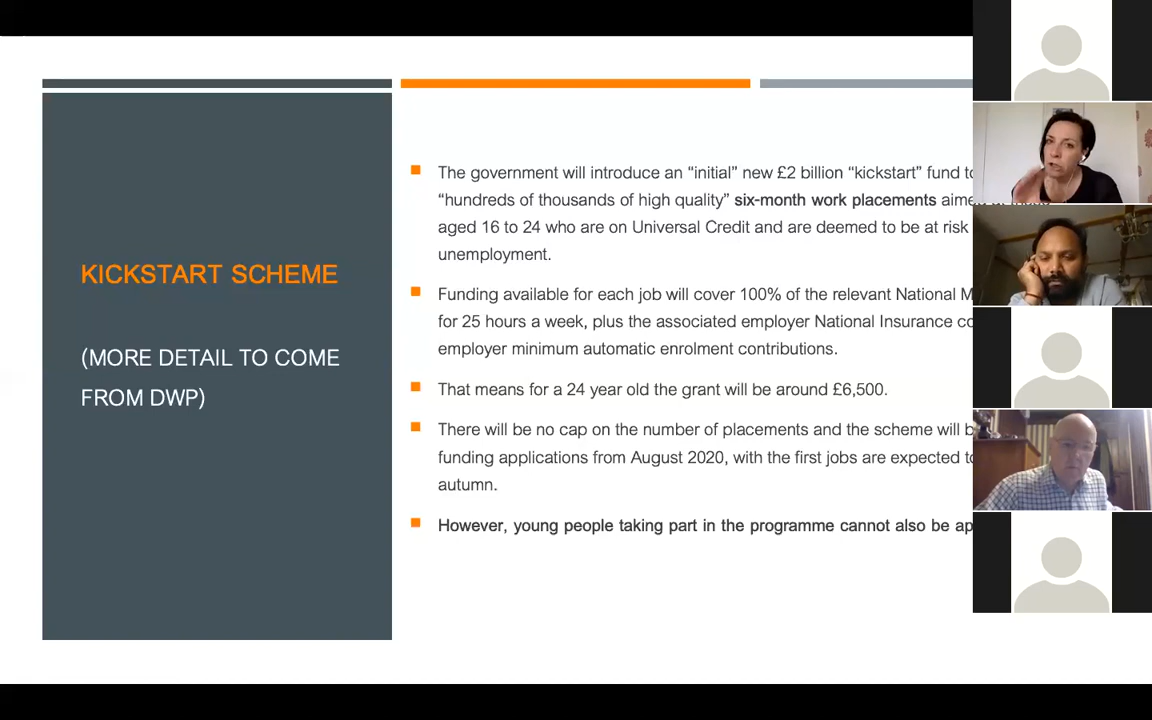 KICKSTART SCHEME
(MORE DETAIL TO COME
FROM DWP)
The government will introduce an “initial” new £2 billion “kickstart” fund
“hundreds of thousands of high quality” six-month work placements
aged 16 to 24 who are on Universal Credit and are deemed to be at risk
unemployment.
Funding available for each job will cover 100% of the relevant National
for 25 hours a week, plus the associated employer National Insurance
employer minimum automatic enrolment contributions.
That means for a 24 year old the grant will be around £6,500.
There will be no cap on the number of placements and the scheme will
funding applications from August 2020, with the first jobs are expected
autumn.
However, young people taking part in the programme cannot also be